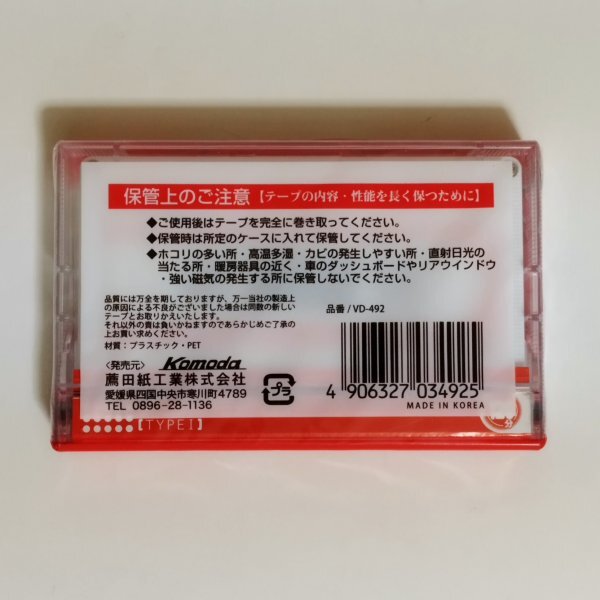 保管上のご注意【テープの内容・性能を長く保つために】
◆ご使用後はテープを完全に巻き取ってください。
◆保管時は所定のケースに入れて保管してください。
◆ホコリの多い所・高温多湿・カビの発生しやすい所・直射日光の
当たる所・暖房器具の近く・車のダッシュボードやリアウインドウ
・強い磁気の発生する所に保管しないでください。
品質には万全を期しておりますが、万一当社の製造上
の原因による不良がございました場合は同数の新しい
テープとお取りかえいたします。
それ以外の責は負いかねますのであらかじめご了承の
上お買い求めください。
材質：プラスチック・PET
品番 / VD-492
〈発売元〉 Komoda
薦田紙工業株式会社
愛媛県四国中央市寒川町4789
TEL 0896-28-1136
プラ
4 906327 034925
MADE IN KOREA
【TYPE I】
分